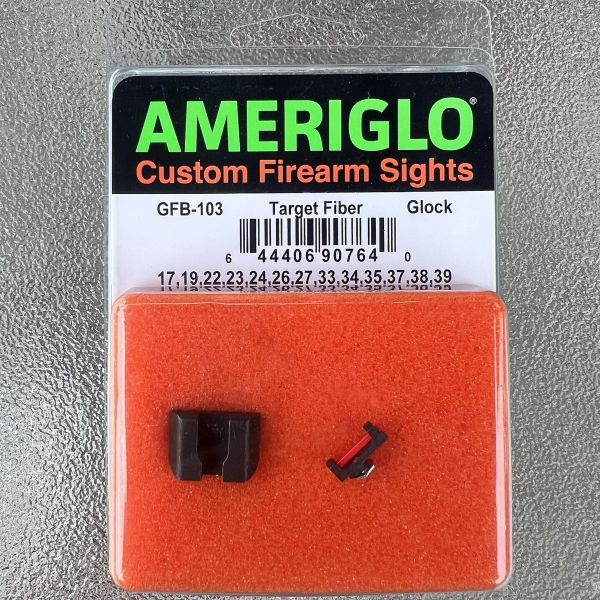 AMERIGLO®
Custom Firearm Sights
GFB-103 Target Fiber Glock
6 44406 90764 0
17,19,22,23,24,26,27,33,34,35,37,38,39